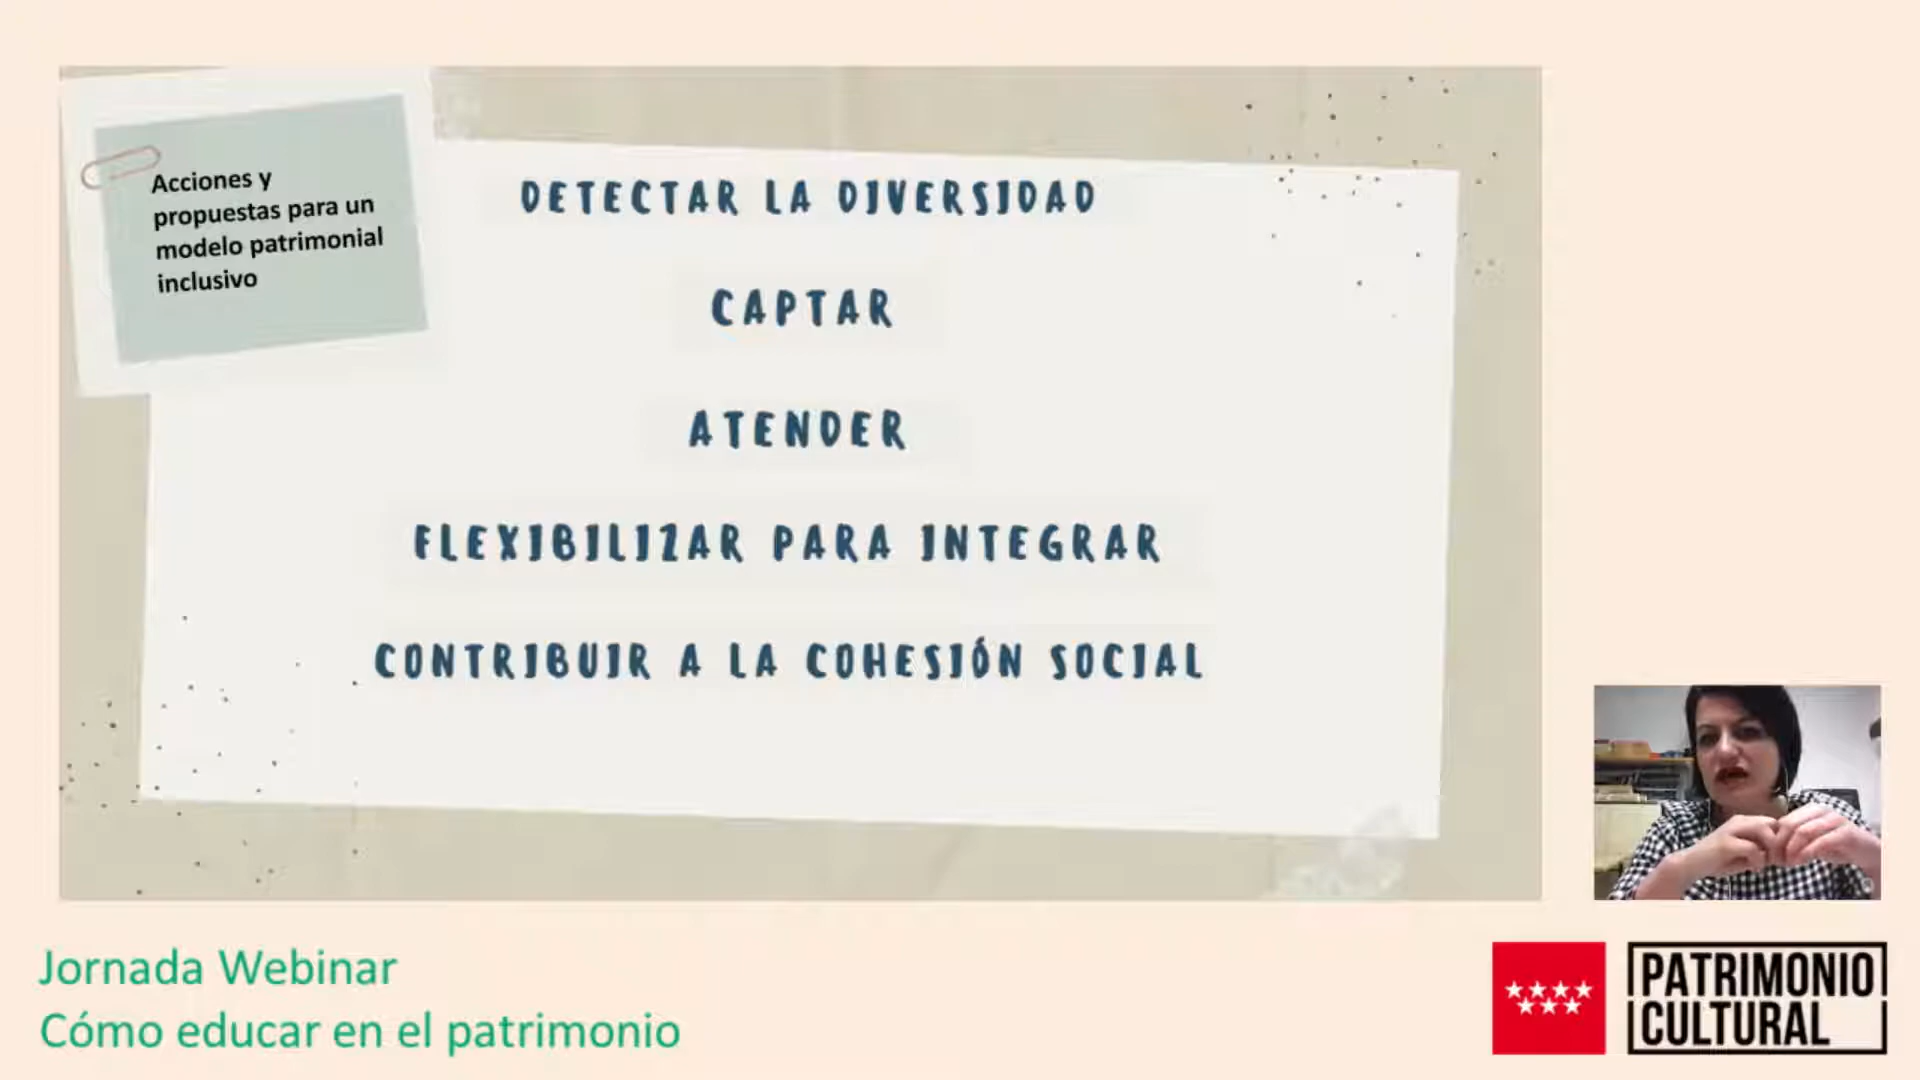 Acciones y
propuestas para un
modelo patrimonial
inclusivo
DETECTAR LA DIVERSIDAD
CAPTAR
ATENDER
FLEXIBILIZAR PARA INTEGRAR
CONTRIBUIR A LA COHESIÓN SOCIAL
Jornada Webinar
Cómo educar en el patrimonio
PATRIMONIO
CULTURAL